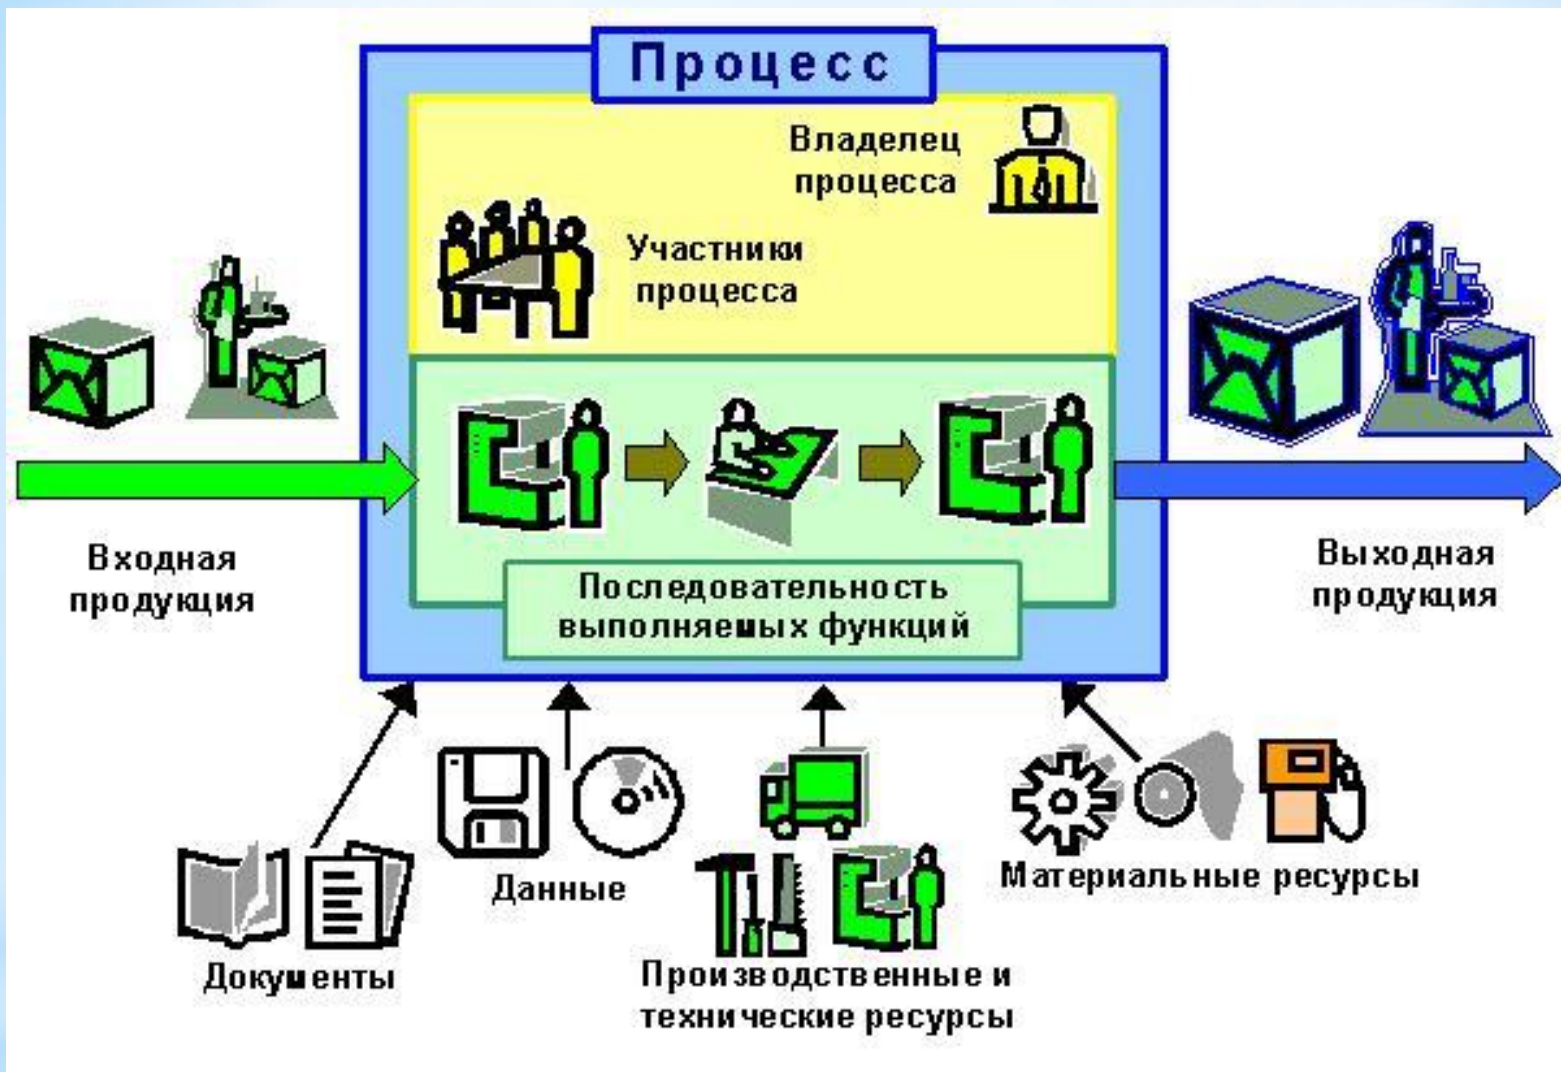 Процесс
Владелец
процесса
Участники
процесса
Входная
продукция
Последовательность
выполняемых функций
Выходная
продукция
Данные
Материальные ресурсы
Документы
Производственные и
технические ресурсы